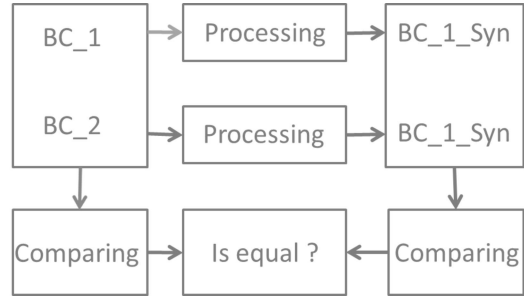 BC_1
Processing
BC_1_Syn
BC_2
Processing
BC_1_Syn
Comparing
Is equal ?
Comparing